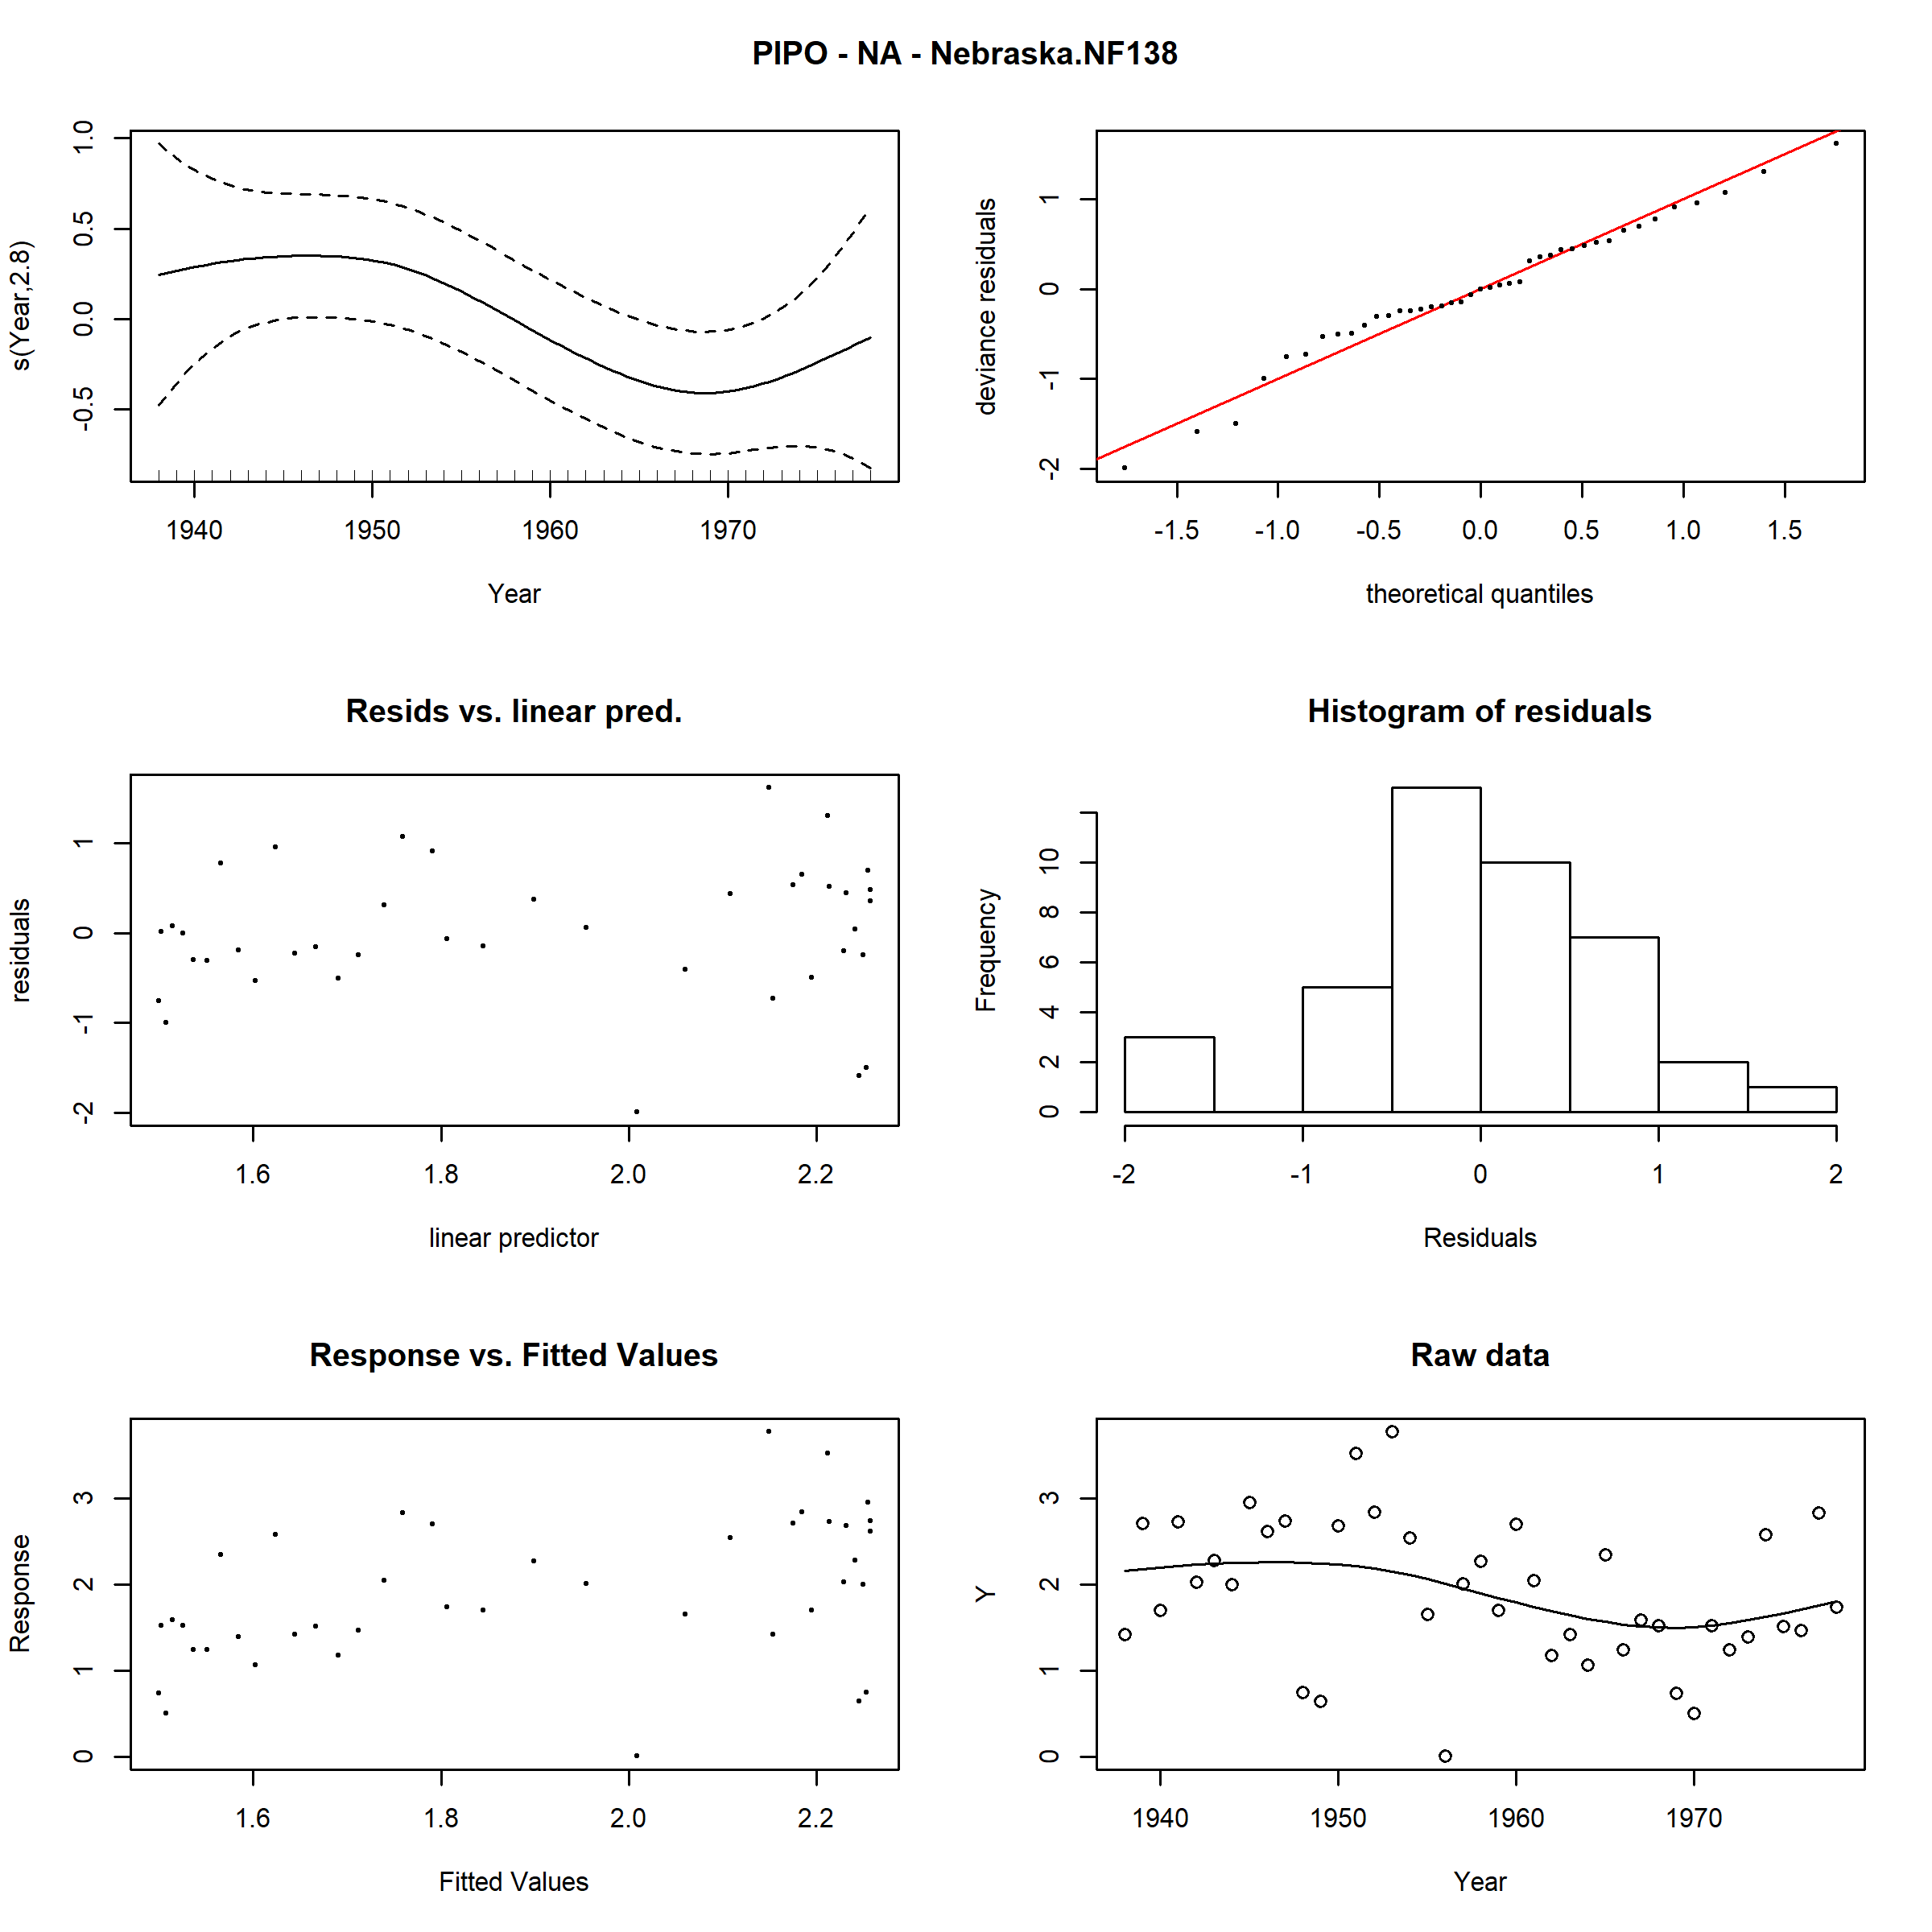 PIPO - NA - Nebraska.NF138
s(Year,2.8)
-0.5 0.0 0.5 1.0
1940 1950 1960 1970
Year
deviance residuals
-2 -1 0 1
-1.5 -1.0 -0.5 0.0 0.5 1.0 1.5
theoretical quantiles
Resids vs. linear pred.
residuals
-2 -1 0 1
1.6 1.8 2.0 2.2
linear predictor
Histogram of residuals
Frequency
0 2 4 6 8 10
-2 -1 0 1 2
Residuals
Response vs. Fitted Values
Response
0 1 2 3
1.6 1.8 2.0 2.2
Fitted Values
Raw data
Y
0 1 2 3
1940 1950 1960 1970
Year